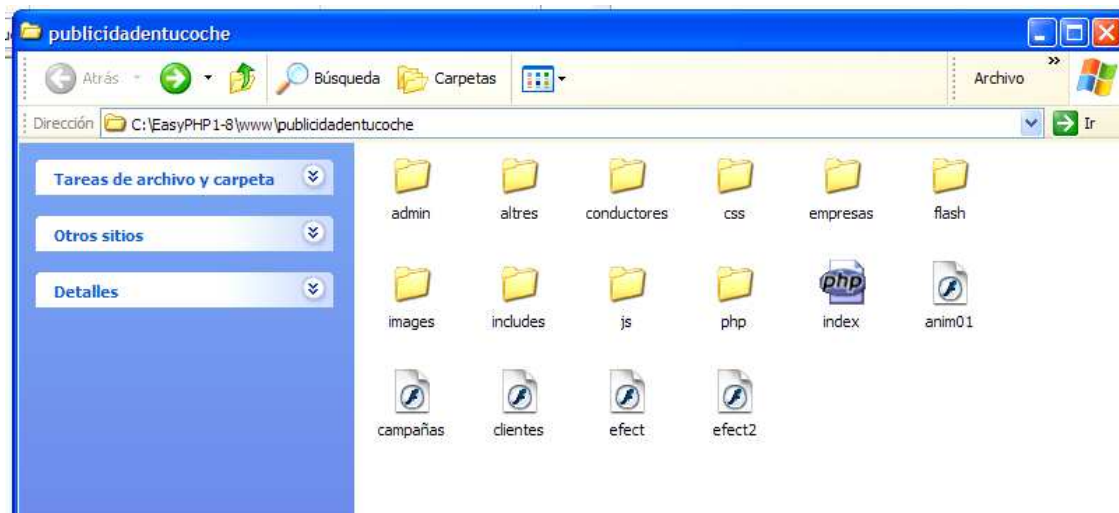 publicidadentucoche
Atrás Búsqueda Carpetas Archivo »
Dirección C:\EasyPHP1-8\www\publicidadentucoche Ir
Tareas de archivo y carpeta
Otros sitios
Detalles
admin altres conductores css empresas flash
images includes js php index anim01
campañas clientes efect efect2
php